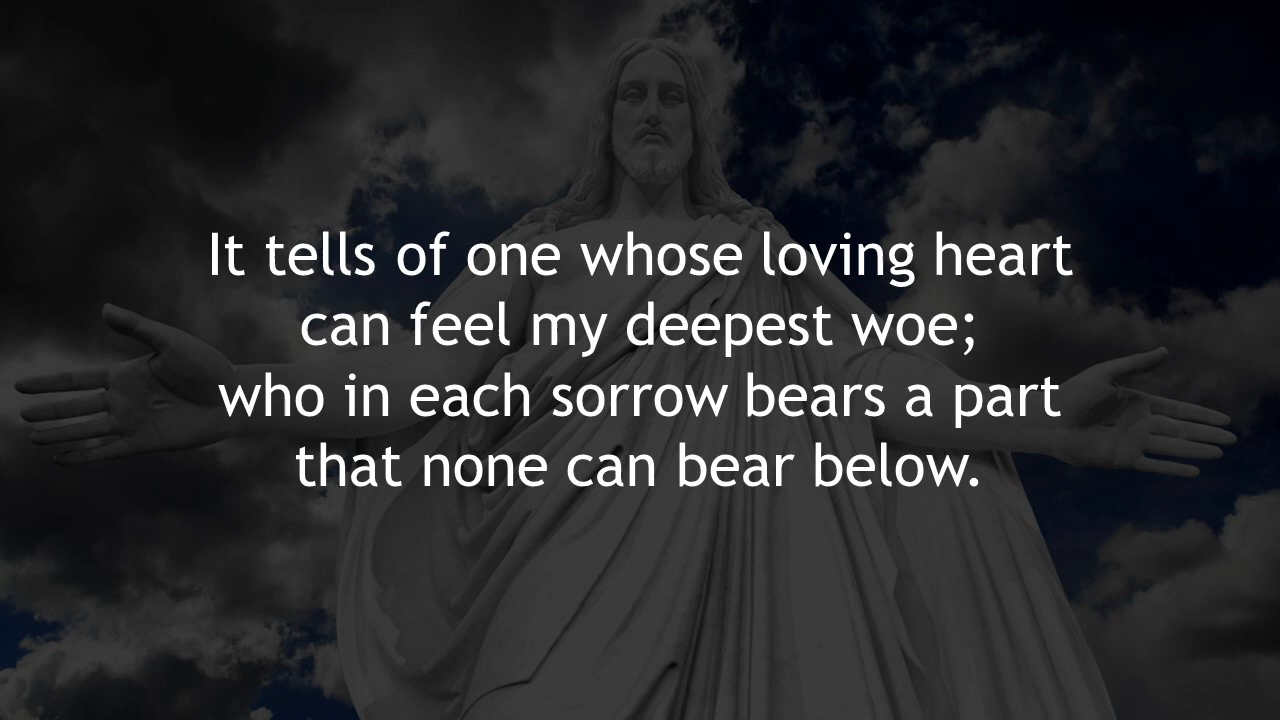 It tells of one whose loving heart
can feel my deepest woe;
who in each sorrow bears a part
that none can bear below.